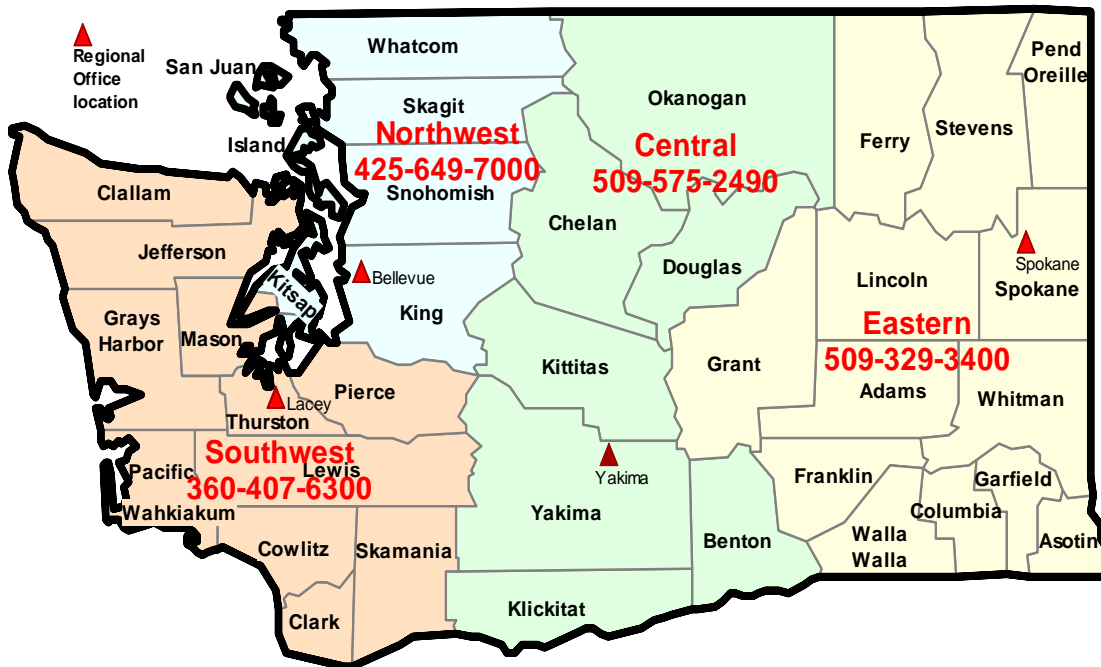 Regional
Office
location
San Juan
Whatcom
Pend
Oreille
Okanogan
Skagit
Island
Northwest
425-649-7000
Central
509-575-2490
Ferry
Stevens
Clallam
Snohomish
Chelan
Jefferson
Douglas
Bellevue
Kitsap
King
Lincoln
Spokane
Spokane
Grays
Harbor
Mason
Eastern
509-329-3400
Kittitas
Grant
Pierce
Adams
Whitman
Lacey
Thurston
Southwest
360-407-6300
Lewis
Pacific
Yakima
Franklin
Garfield
Wahkiakum
Yakima
Columbia
Cowlitz
Skamania
Benton
Walla
Walla
Asotin
Klickitat
Clark